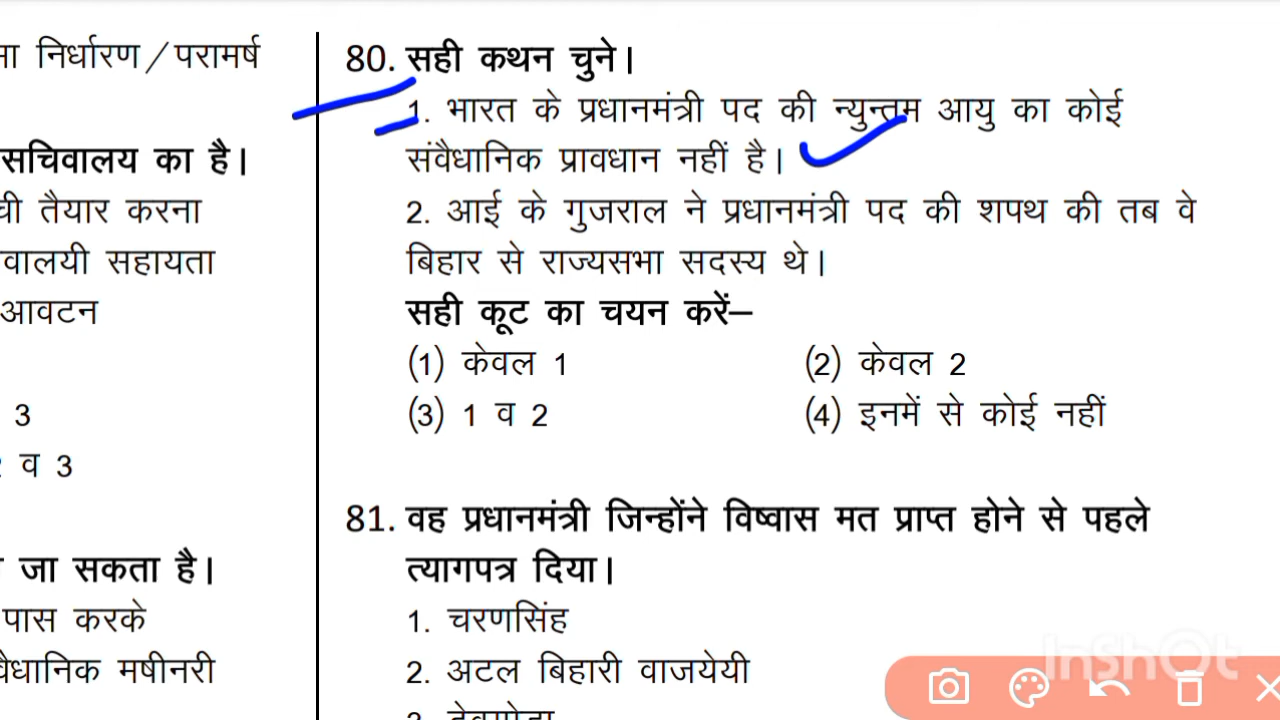 ा निर्धारण/परामर्ष
सचिवालय का है।
ची तैयार करना
वालयी सहायता
आवटन
3
व 3
जा सकता है।
पास करके
वैधानिक मषीनरी
80. सही कथन चुने।
1. भारत के प्रधानमंत्री पद की न्युन्तम आयु का कोई
संवैधानिक प्रावधान नहीं है।
2. आई के गुजराल ने प्रधानमंत्री पद की शपथ की तब वे
बिहार से राज्यसभा सदस्य थे।
सही कूट का चयन करें–
(1) केवल 1 (2) केवल 2
(3) 1 व 2 (4) इनमें से कोई नहीं
81. वह प्रधानमंत्री जिन्होंने विष्वास मत प्राप्त होने से पहले
त्यागपत्र दिया।
1. चरणसिंह
2. अटल बिहारी वाजयेयी
InShOt